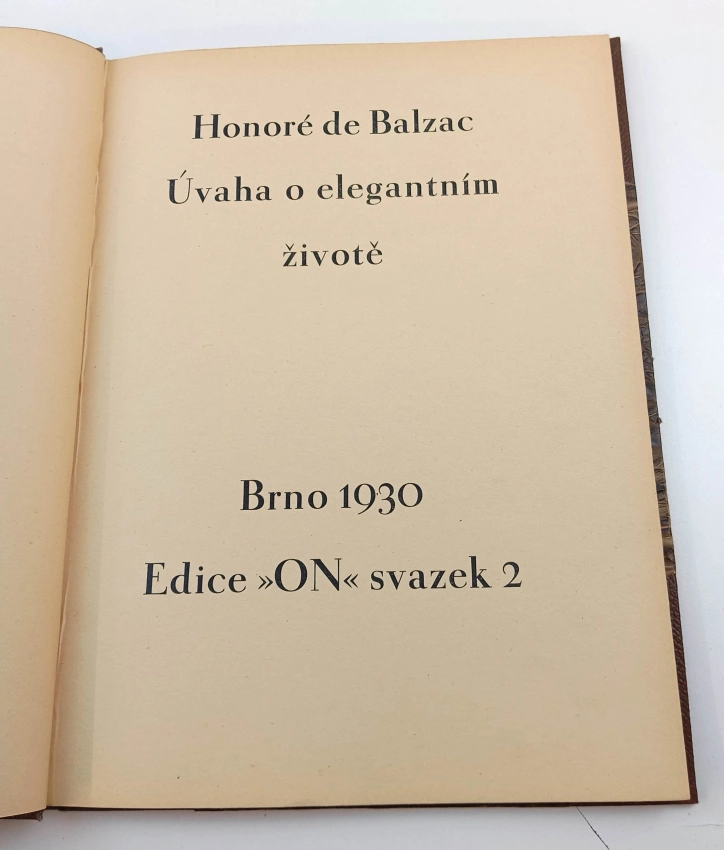 Honoré de Balzac
Úvaha o elegantním
životě
Brno 1930
Edice »ON« svazek 2